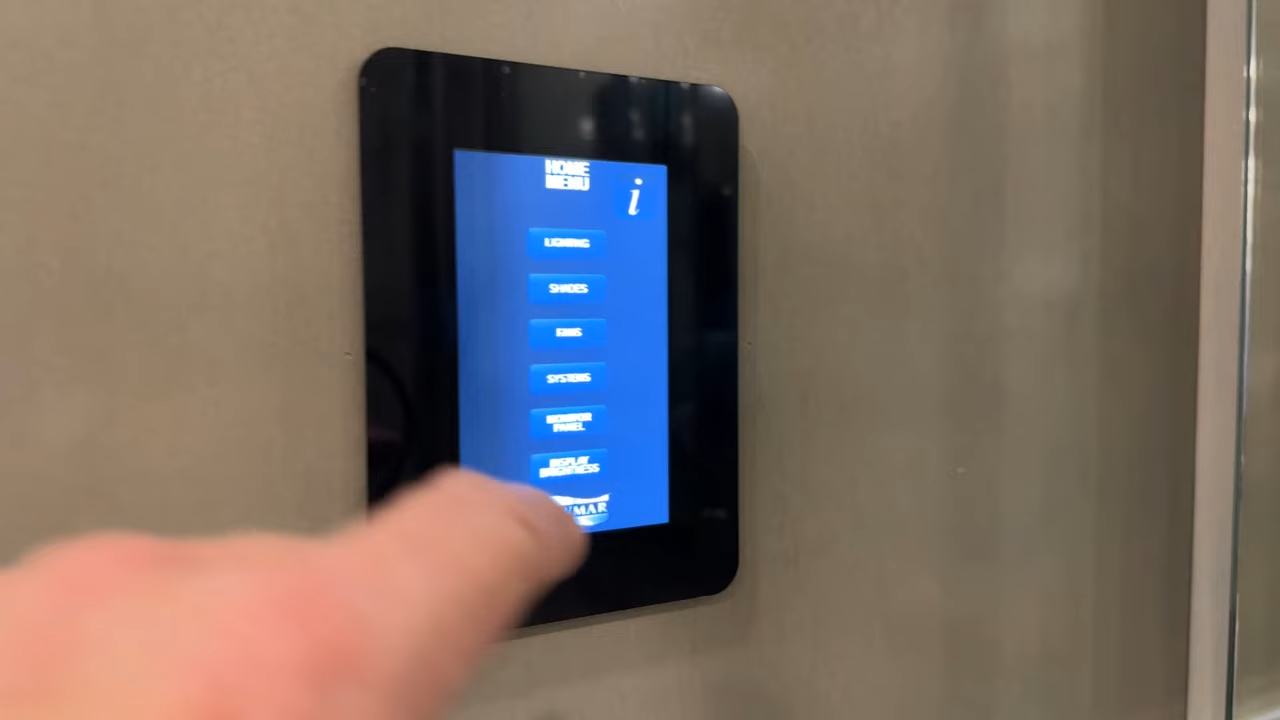 HOME
MENU
i
LIGHTING
SHADES
FANS
SYSTEMS
MONITOR
PANEL
DISPLAY
BRIGHTNESS